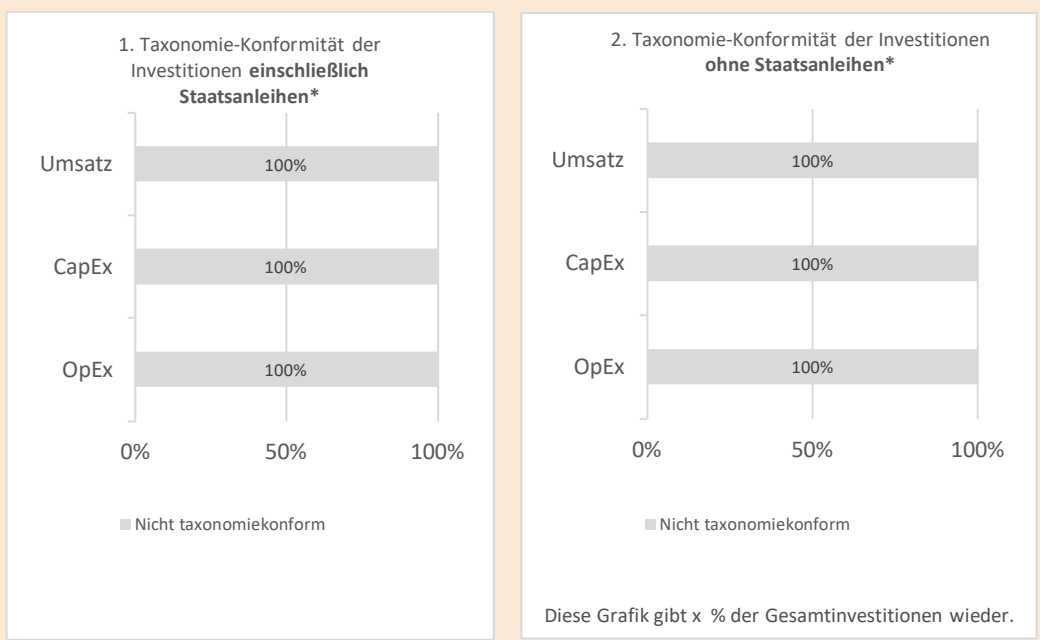 1. Taxonomie-Konformität der
Investitionen einschließlich
Staatsanleihen*
Umsatz
100%
CapEx
100%
OpEx
100%
0%
50%
100%
Nicht taxonomiekonform
2. Taxonomie-Konformität der Investitionen
ohne Staatsanleihen*
Umsatz
100%
CapEx
100%
OpEx
100%
0%
50%
100%
Nicht taxonomiekonform
Diese Grafik gibt x % der Gesamtinvestitionen wieder.